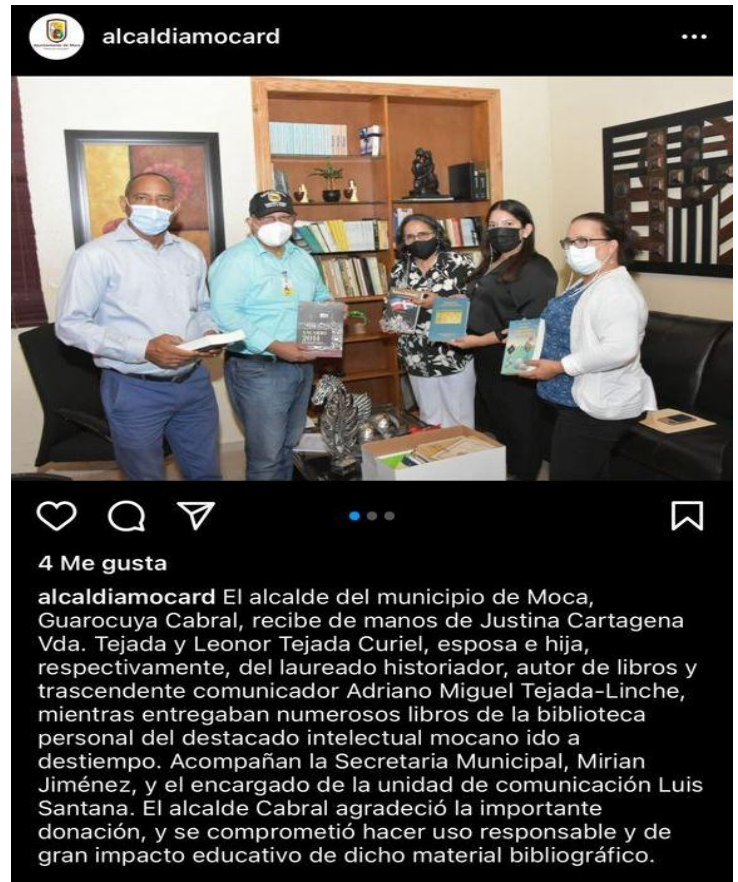 alcaldiamocard
4 Me gusta
alcaldiamocard El alcalde del municipio de Moca,
Guarocuya Cabral, recibe de manos de Justina Cartagena
Vda. Tejada y Leonor Tejada Curiel, esposa e hija,
respectivamente, del laureado historiador, autor de libros y
trascendente comunicador Adriano Miguel Tejada-Linche,
mientras entregaban numerosos libros de la biblioteca
personal del destacado intelectual mocano ido a
destiempo. Acompañan la Secretaria Municipal, Mirian
Jiménez, y el encargado de la unidad de comunicación Luis
Santana. El alcalde Cabral agradeció la importante
donación, y se comprometió hacer uso responsable y de
gran impacto educativo de dicho material bibliográfico.